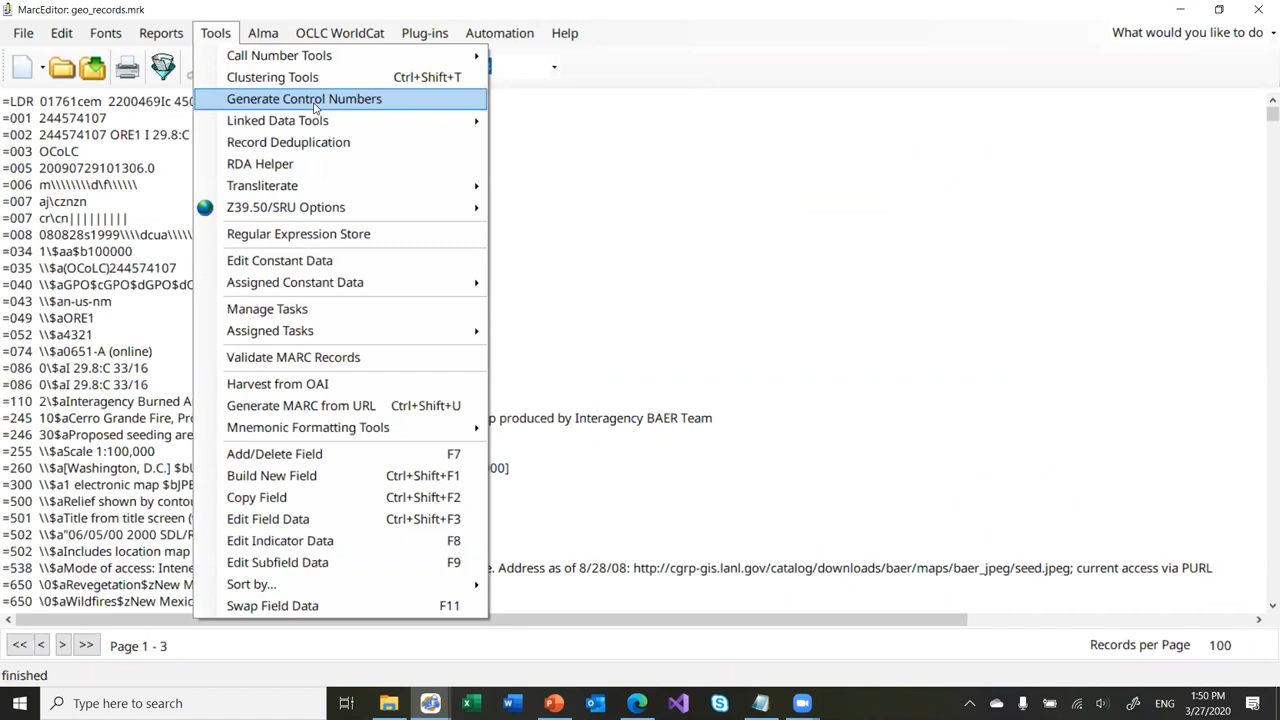 MarcEditor: geo_records.mrk
File Edit Fonts Reports Tools Alma OCLC WorldCat Plug-ins Automation Help What would you like to do
Call Number Tools
Clustering Tools Ctrl+Shift+T
Generate Control Numbers
Linked Data Tools
Record Deduplication
RDA Helper
Transliterate
Z39.50/SRU Options
Regular Expression Store
Edit Constant Data
Assigned Constant Data
Manage Tasks
Assigned Tasks
Validate MARC Records
Harvest from OAI
Generate MARC from URL Ctrl+Shift+U
Mnemonic Formatting Tools
Add/Delete Field F7
Build New Field Ctrl+Shift+F1
Copy Field Ctrl+Shift+F2
Edit Field Data Ctrl+Shift+F3
Edit Indicator Data F8
Edit Subfield Data F9
Sort by...
Swap Field Data F11
=LDR 01761cem 2200469Ic 450
=001 244574107
=002 244574107 ORE1 I 29.8:C
=003 OCoLC
=005 20090729101306.0
=006 m\\\\\\\\d\f\\\\\\
=007 aj\cznzn
=007 cr\cn|||||||||
=008 080828s1999\\\\dcua\\\\\
=034 1\$aa$b100000
=035 \\$a(OCoLC)244574107
=040 \\$aGPO$cGPO$dGPO$dO
=043 \\$an-us-nm
=049 \\$aORE1
=052 \\$a4321
=074 \\$a0651-A (online)
=086 0\$aI 29.8:C 33/16
=086 0\$aI 29.8:C 33/16
=110 2\$aInteragency Burned A
=245 10$aCerro Grande Fire, Pro p produced by Interagency BAER Team
=246 30$aProposed seeding are
=255 \\$aScale 1:100,000
=260 \\$a[Washington, D.C.] $bU 00]
=300 \\$a1 electronic map $bJPE
=500 \\$aRelief shown by contou
=501 \\$aTitle from title screen (
=502 \\$a"06/05/00 2000 SDL/R
=502 \\$aIncludes location map
=538 \\$aMode of access: Intene e. Address as of 8/28/08: http://cgrp-gis.lanl.gov/catalog/downloads/baer/maps/baer_jpeg/seed.jpeg; current access via PURL
=650 \0$aRevegetation$zNew M
=650 \0$aWildfires$zNew Mexic
<< < > >> Page 1 - 3 Records per Page 100
finished
Type here to search 1:50 PM
3/27/2020